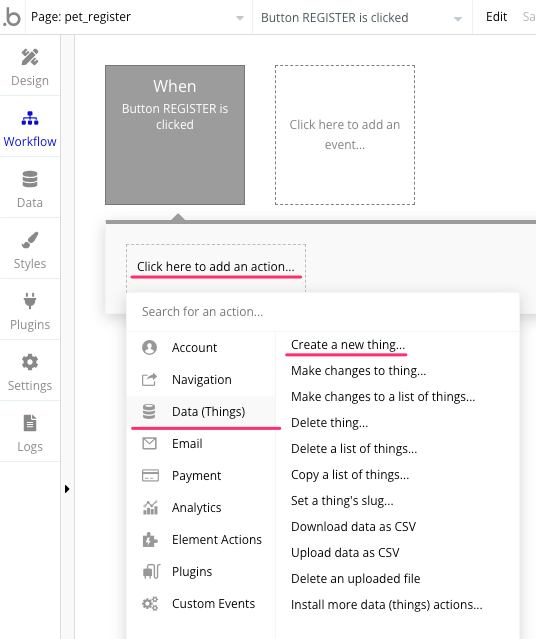 .b Page: pet_register Button REGISTER is clicked Edit Sa
Design
Workflow
Data
Styles
Plugins
Settings
Logs
When
Button REGISTER is
clicked
Click here to add an
event...
Click here to add an action...
Search for an action...
Account
Navigation
Data (Things)
Email
Payment
Analytics
Element Actions
Plugins
Custom Events
Create a new thing...
Make changes to thing...
Make changes to a list of things...
Delete thing...
Delete a list of things...
Copy a list of things...
Set a thing's slug...
Download data as CSV
Upload data as CSV
Delete an uploaded file
Install more data (things) actions...